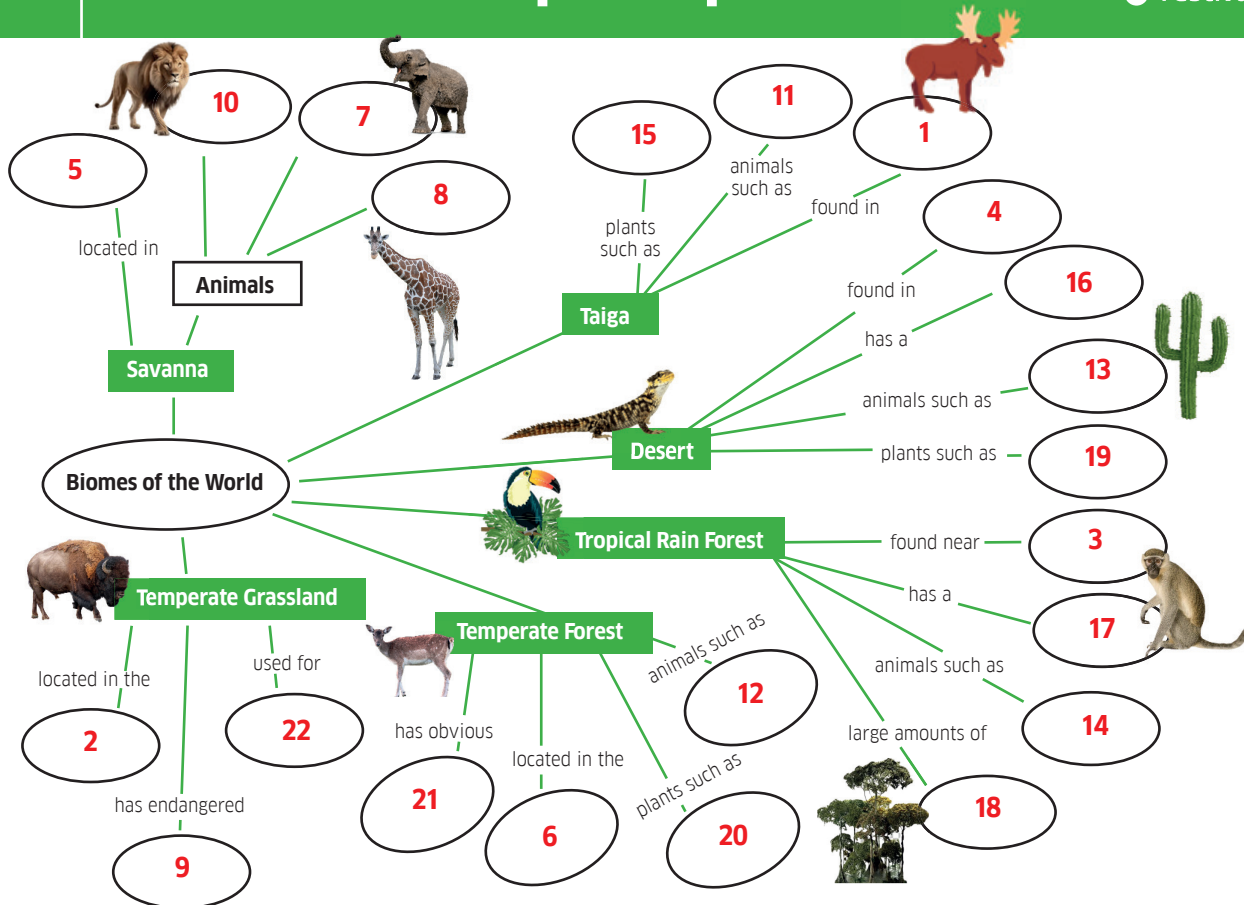 10
11
7
15
1
5
8
animals
such as
found in
4
located in
plants
such as
Animals
found in
16
Taiga
has a
Savanna
13
animals such as
Desert
plants such as
19
Biomes of the World
Tropical Rain Forest
found near
3
Temperate Grassland
has a
17
Temperate Forest
animals such as
used for
animals such as
located in the
12
2
22
has obvious
large amounts of
14
located in the
plants such as
21
has endangered
18
6
20
9